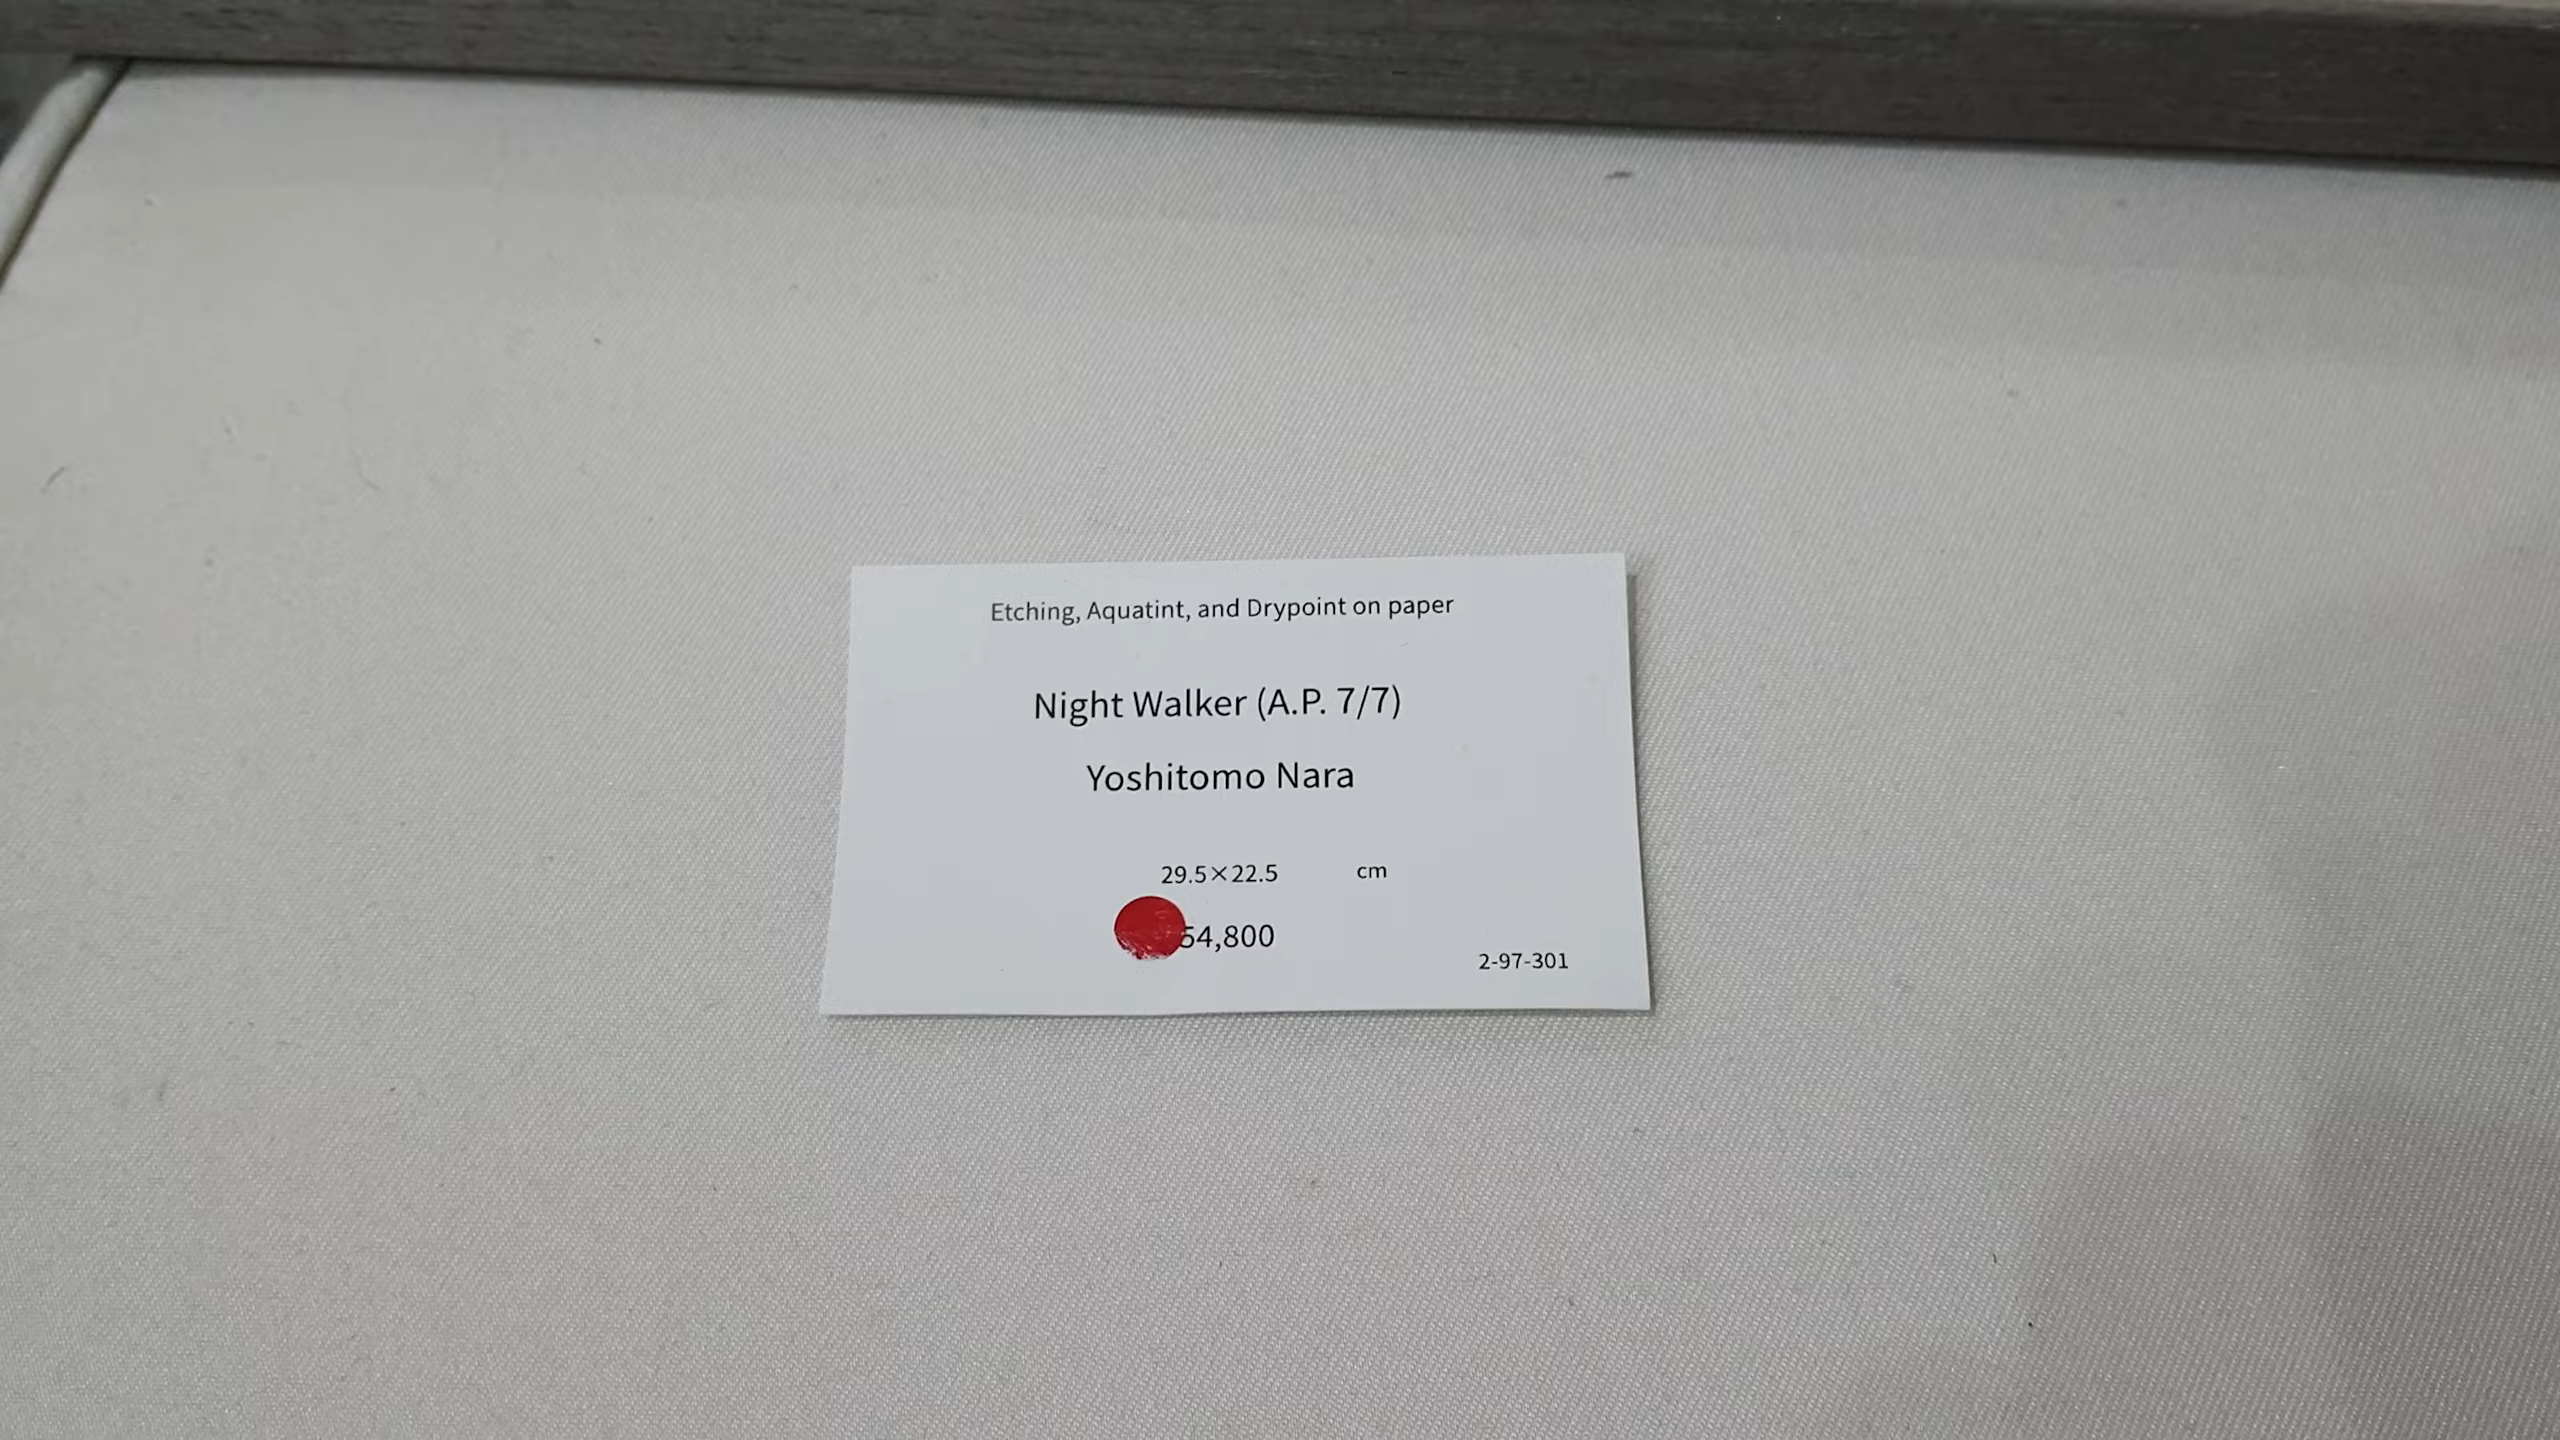 Etching, Aquatint, and Drypoint on paper
Night Walker (A.P. 7/7)
Yoshitomo Nara
29.5×22.5 cm
54,800
2-97-301